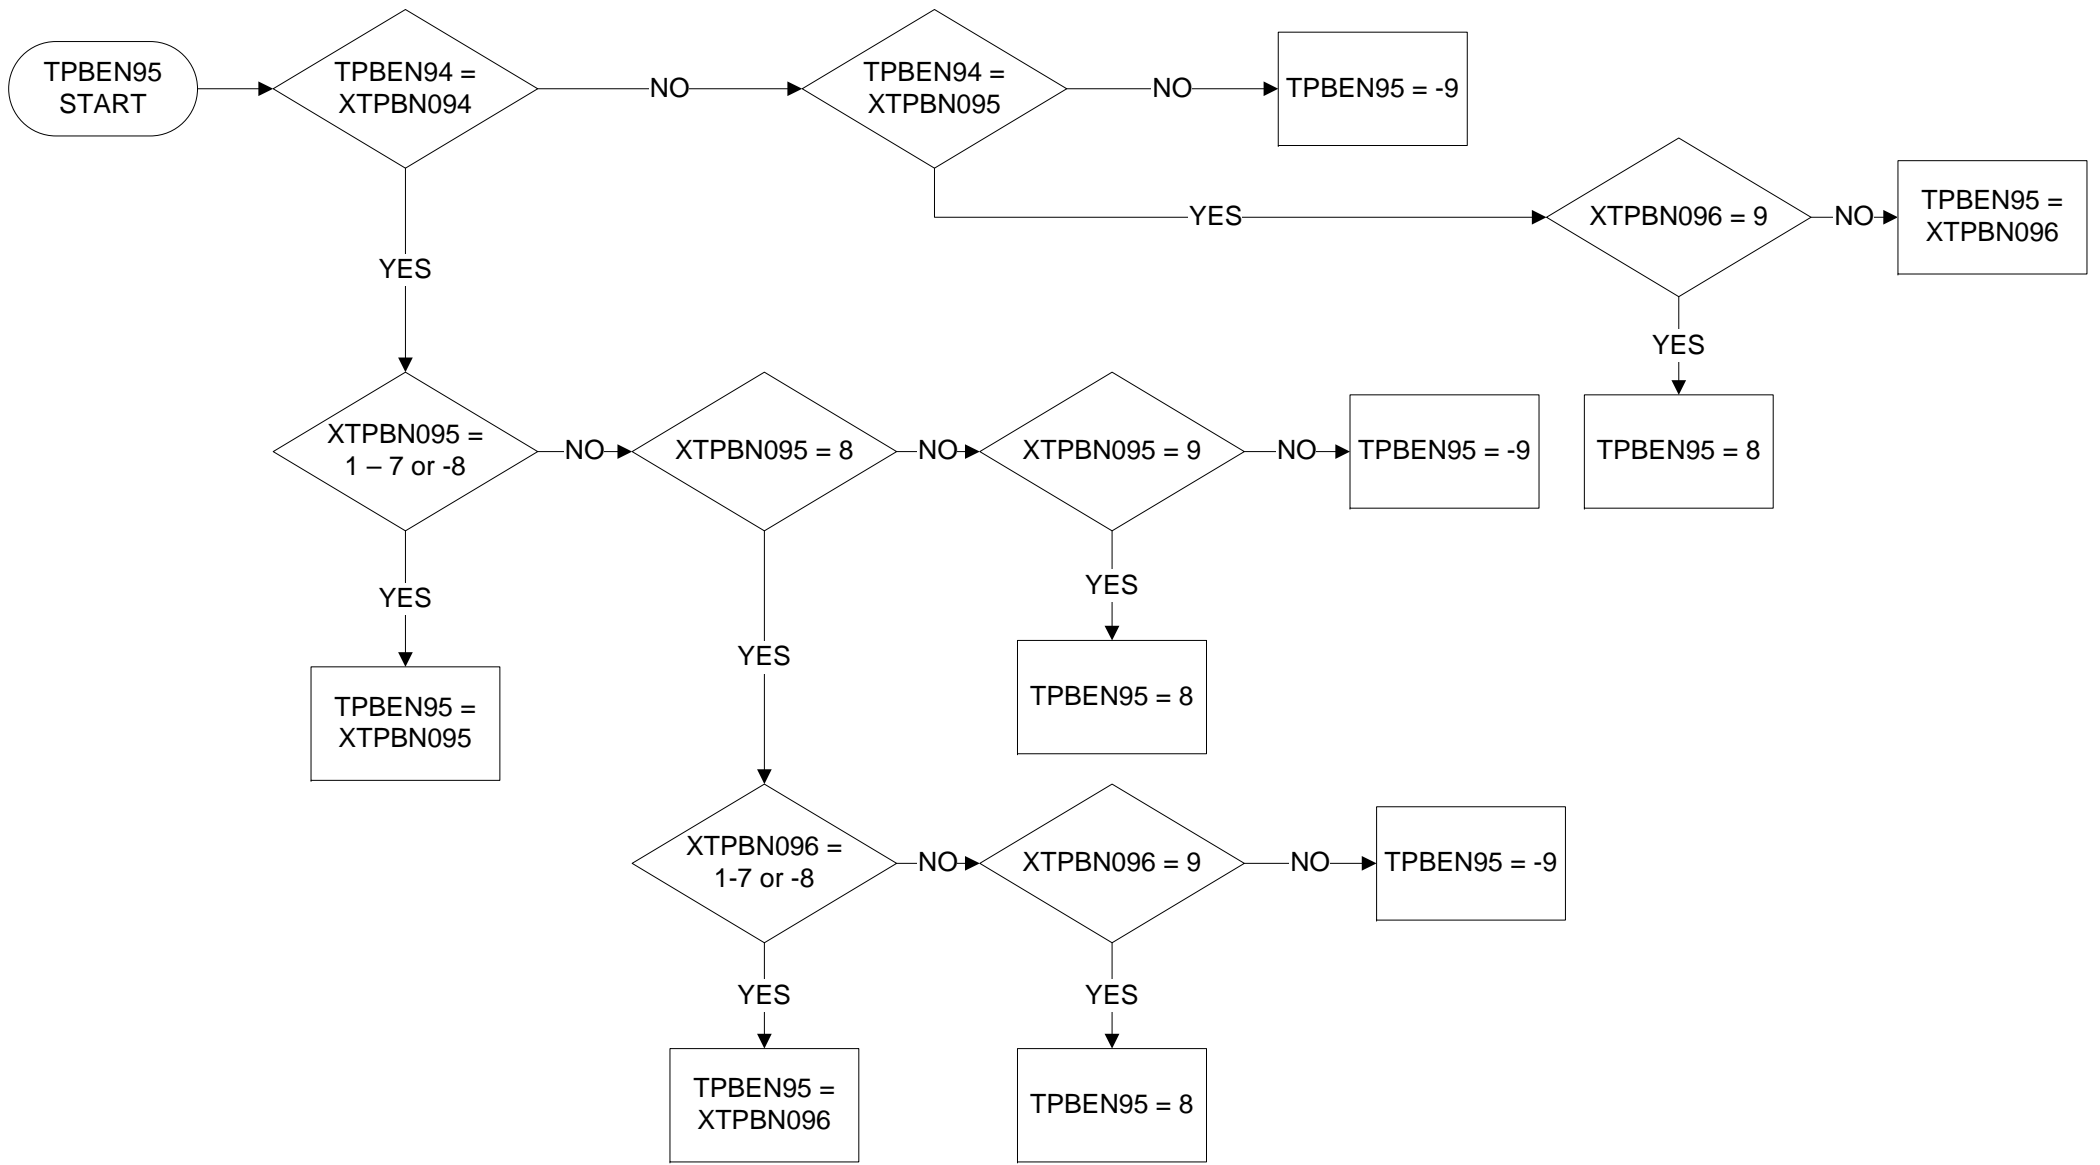 TPBEN95
START
TPBEN94 =
XTPBN094
NO
TPBEN94 =
XTPBN095
NO
TPBEN95 = -9
YES
XTPBN096 = 9
NO
TPBEN95 =
XTPBN096
YES
YES
TPBEN95 = 8
XTPBN095 =
1 – 7 or -8
NO
XTPBN095 = 8
NO
XTPBN095 = 9
NO
TPBEN95 = -9
YES
TPBEN95 =
XTPBN095
YES
YES
TPBEN95 = 8
XTPBN096 =
1-7 or -8
NO
XTPBN096 = 9
NO
TPBEN95 = -9
YES
TPBEN95 =
XTPBN096
YES
TPBEN95 = 8